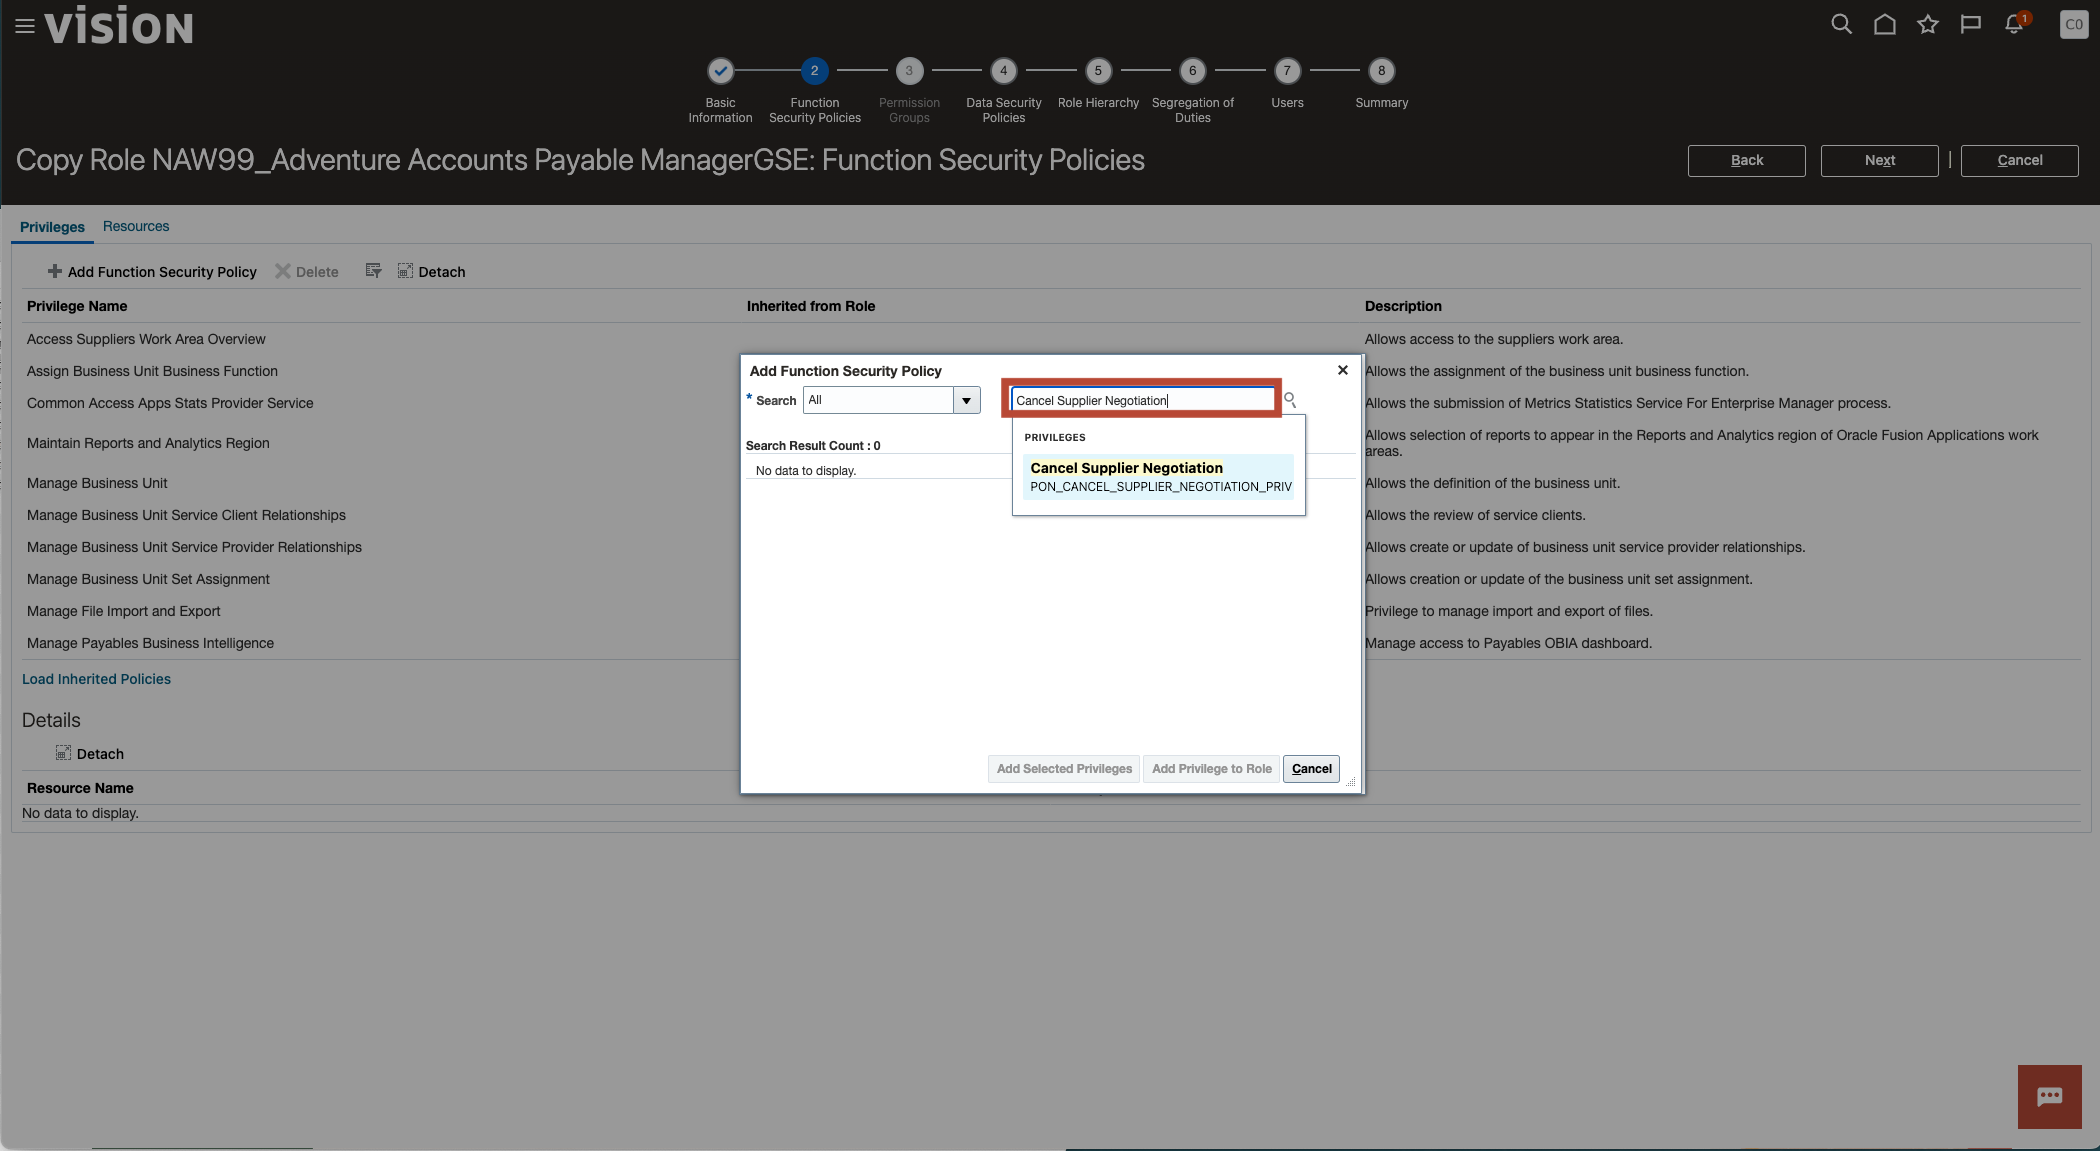 vision
1
CO
2
3
4
5
6
7
8
Basic Information
Function Security Policies
Permission Groups
Data Security Policies
Role Hierarchy
Segregation of Duties
Users
Summary
Copy Role NAW99_Adventure Accounts Payable ManagerGSE: Function Security Policies
Back
Next
|
Cancel
Privileges
Resources
Add Function Security Policy
Delete
Detach
Privilege Name
Inherited from Role
Description
Access Suppliers Work Area Overview
Allows access to the suppliers work area.
Assign Business Unit Business Function
Allows the assignment of the business unit business function.
Common Access Apps Stats Provider Service
Allows the submission of Metrics Statistics Service For Enterprise Manager process.
Maintain Reports and Analytics Region
Allows selection of reports to appear in the Reports and Analytics region of Oracle Fusion Applications work
areas.
Manage Business Unit
Allows the definition of the business unit.
Manage Business Unit Service Client Relationships
Allows the review of service clients.
Manage Business Unit Service Provider Relationships
Allows create or update of business unit service provider relationships.
Manage Business Unit Set Assignment
Allows creation or update of the business unit set assignment.
Manage File Import and Export
Privilege to manage import and export of files.
Manage Payables Business Intelligence
Manage access to Payables OBIA dashboard.
Load Inherited Policies
Details
Detach
Resource Name
No data to display.
Add Function Security Policy
* Search
All
Cancel Supplier Negotiation
Search Result Count : 0
No data to display.
PRIVILEGES
Cancel Supplier Negotiation
PON_CANCEL_SUPPLIER_NEGOTIATION_PRIV
Add Selected Privileges
Add Privilege to Role
Cancel